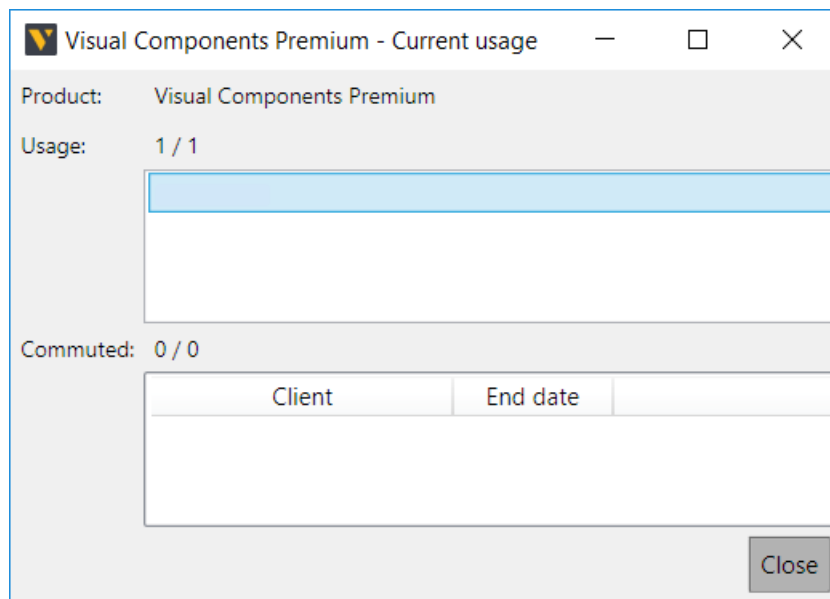 Visual Components Premium - Current usage
Product: Visual Components Premium
Usage: 1 / 1
Commuted: 0 / 0
Client End date
Close